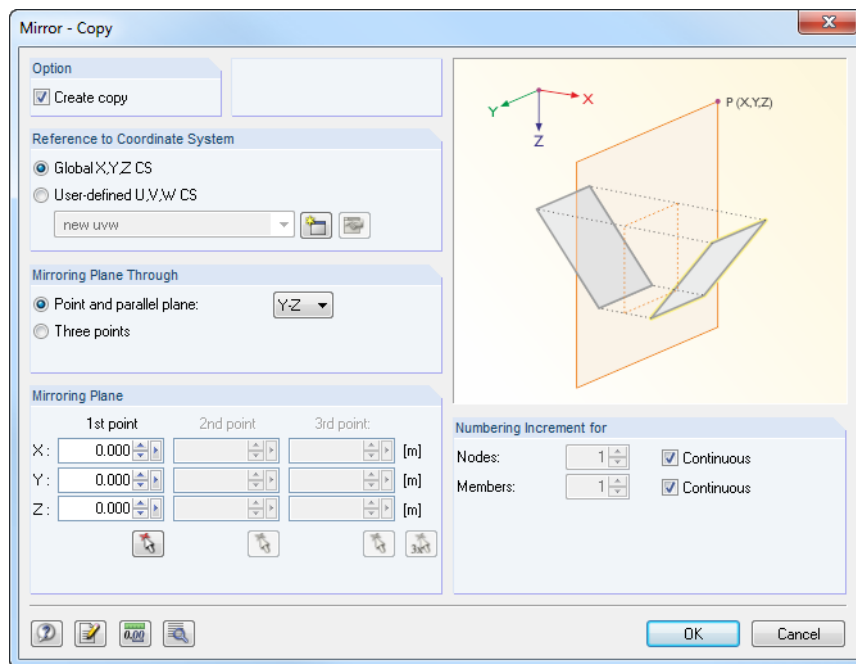 Mirror - Copy
Option
Create copy
Reference to Coordinate System
Global X,Y,Z CS
User-defined U,V,W CS
new uvw
Mirroring Plane Through
Point and parallel plane: Y-Z
Three points
Mirroring Plane
1st point 2nd point 3rd point:
X: 0.000 [m]
Y: 0.000 [m]
Z: 0.000 [m]
3x
X
Y
Z
P (X,Y,Z)
Numbering Increment for
Nodes: 1 Continuous
Members: 1 Continuous
0.00
OK Cancel